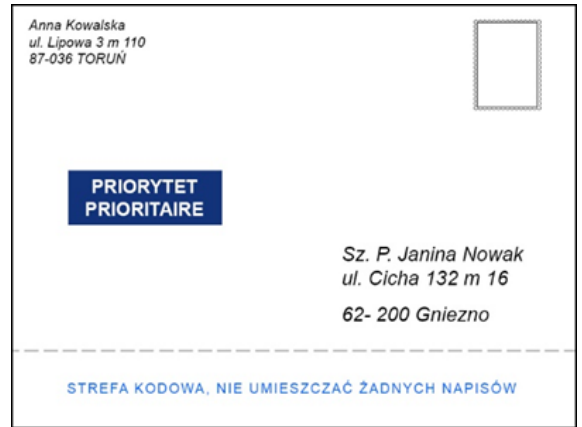 Anna Kowalska
ul. Lipowa 3 m 110
87-036 TORUŃ
PRIORYTET
PRIORITAIRE
Sz. P. Janina Nowak
ul. Cicha 132 m 16
62- 200 Gniezno
STREFA KODOWA, NIE UMIESZCZAĆ ŻADNYCH NAPISÓW